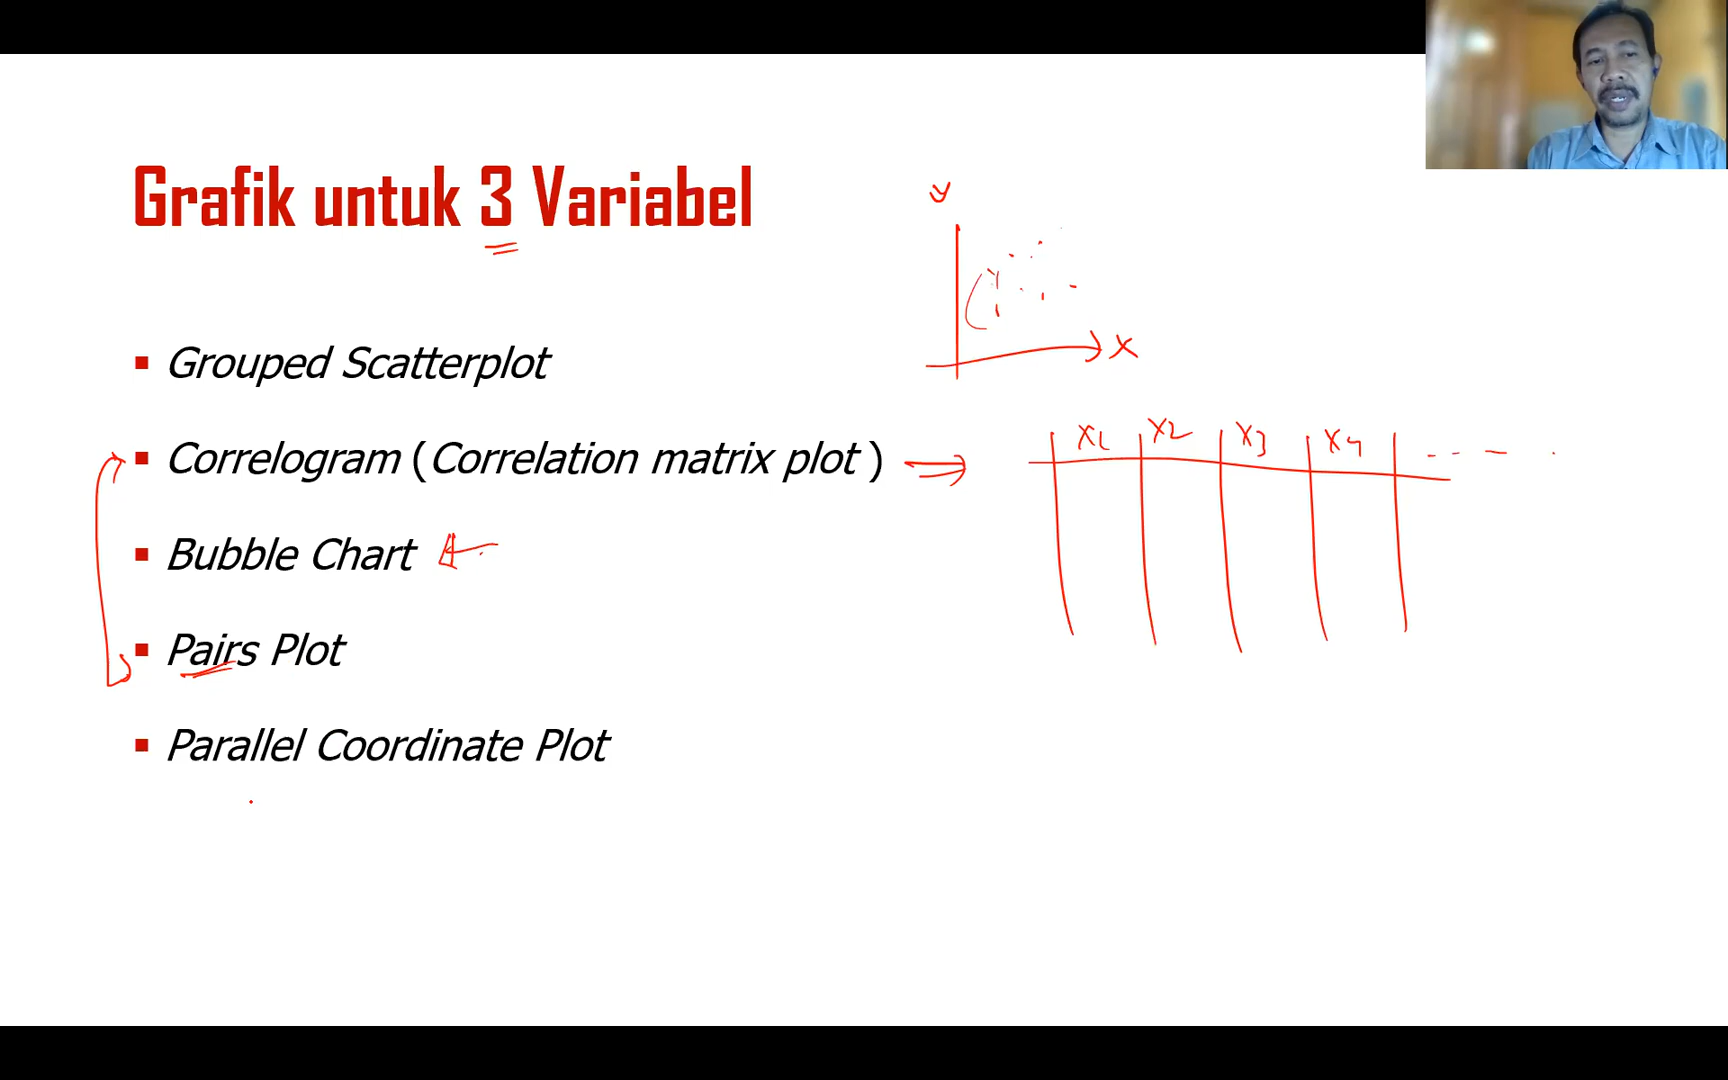 Grafik untuk 3 Variabel
Grouped Scatterplot
Correlogram (Correlation matrix plot )
Bubble Chart
Pairs Plot
Parallel Coordinate Plot
y
x
x1 x2 x3 x4